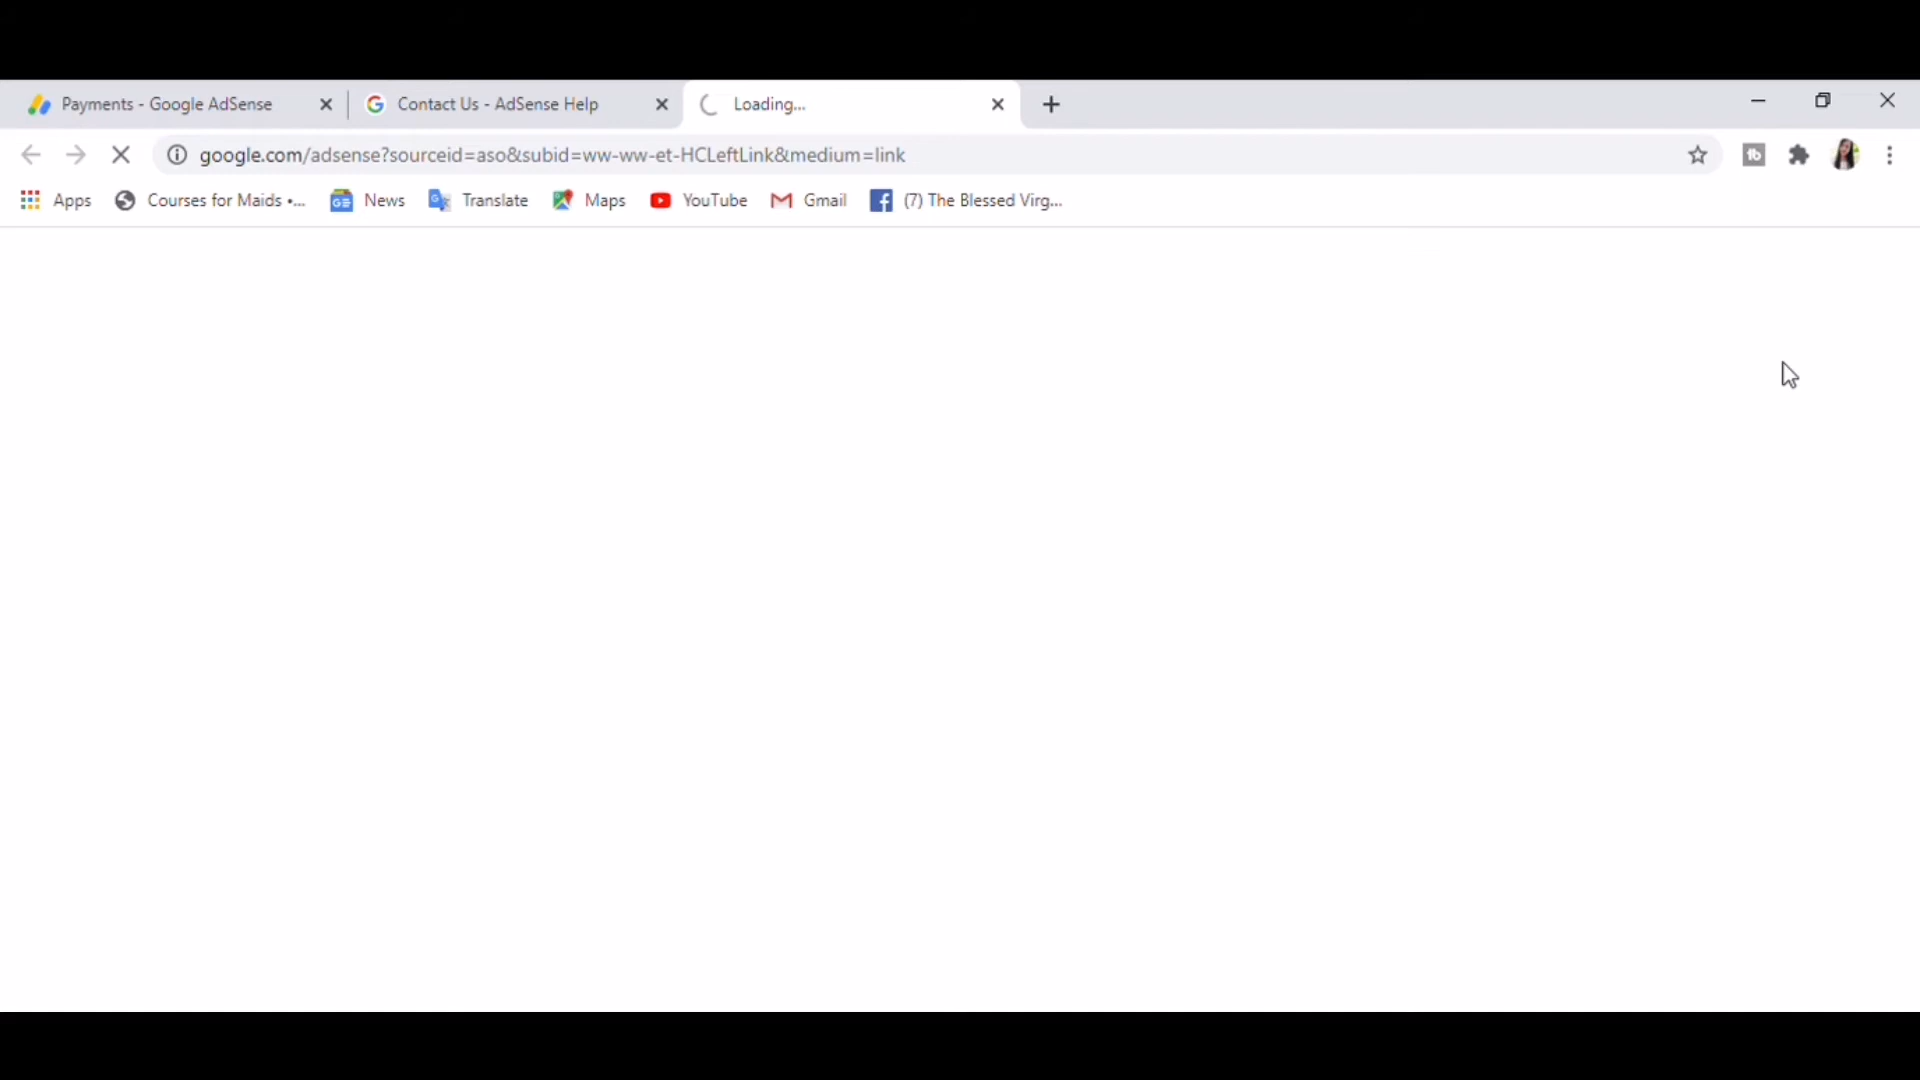 Payments - Google AdSense
Contact Us - AdSense Help
Loading...
google.com/adsense?sourceid=aso&subid=ww-ww-et-HCLeftLink&medium=link
Apps
Courses for Maids •...
News
Translate
Maps
YouTube
Gmail
(7) The Blessed Virg...